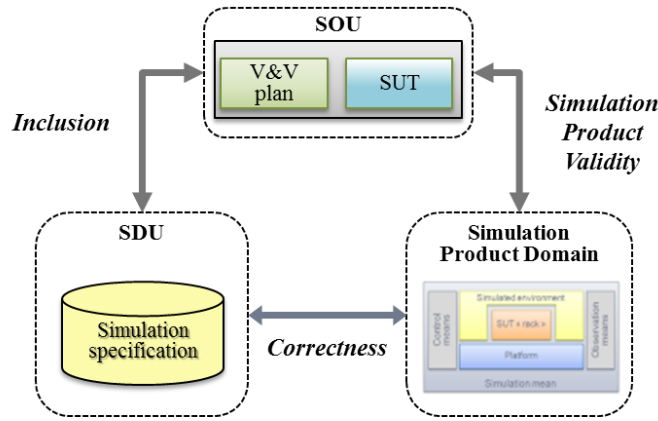 SOU
V&V
plan
SUT
Inclusion
Simulation
Product
Validity
SDU
Simulation
specification
Correctness
Simulation
Product Domain
Control
means
Simulated environment
SUT « rack »
Platform
Observation
means
Simulation mean